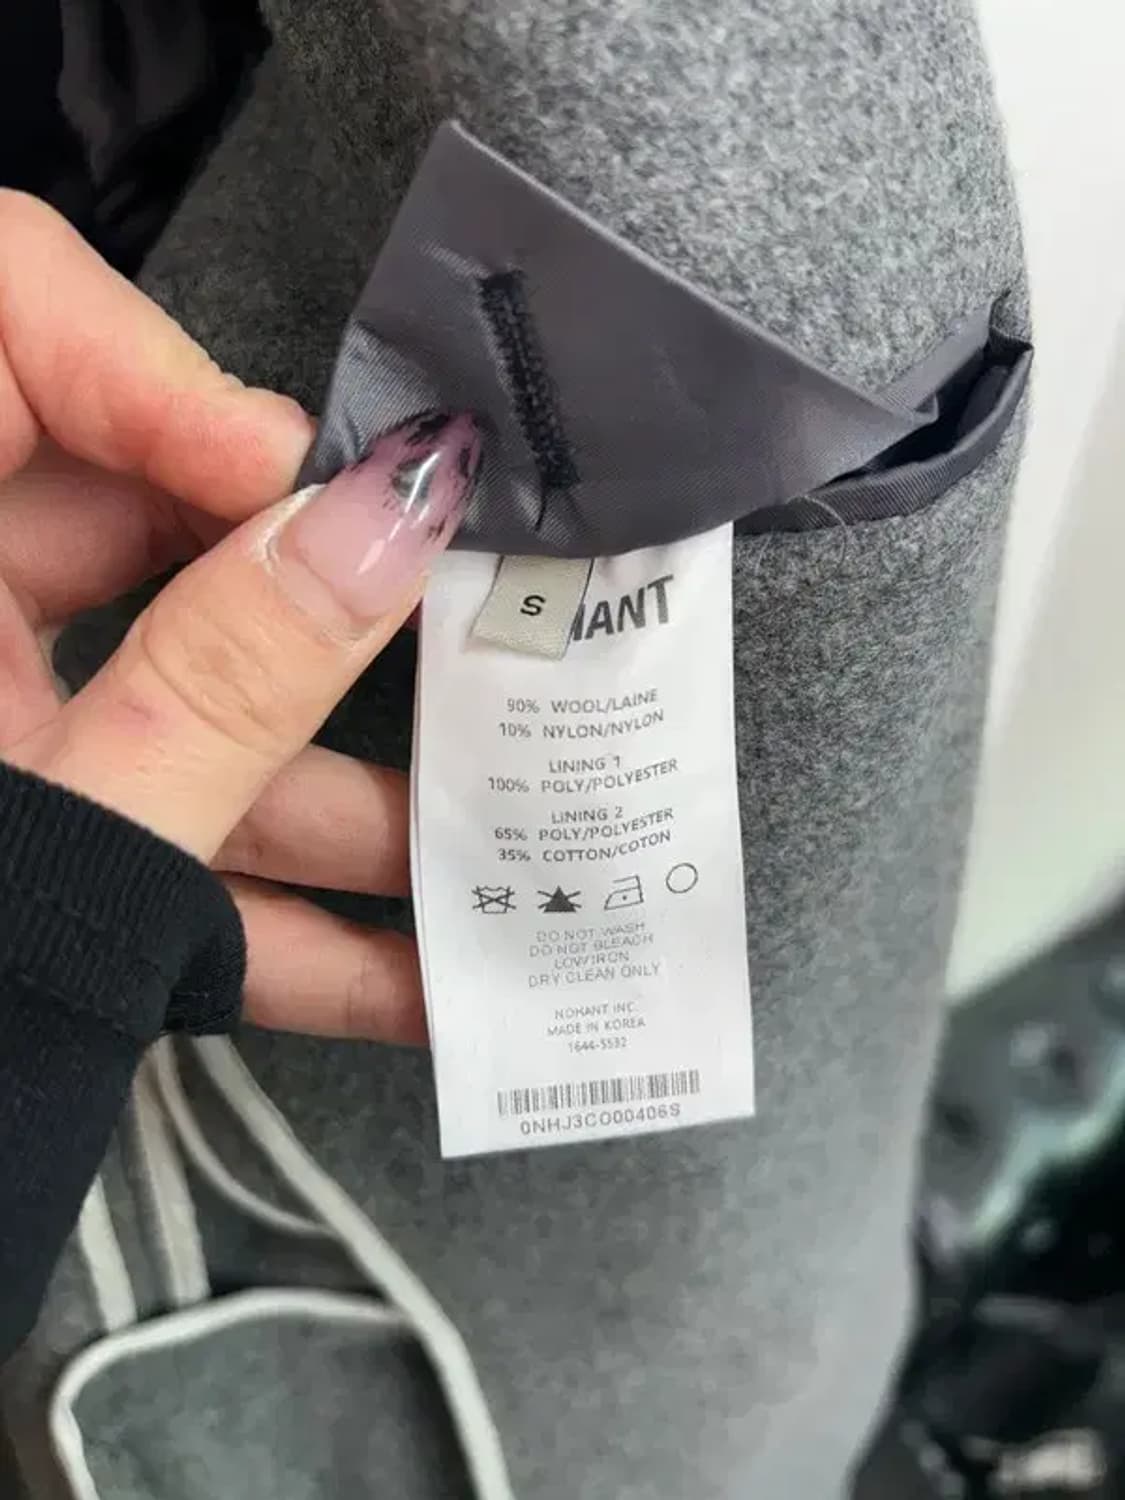 S
HANT
90% WOOL/LAINE
10% NYLON/NYLON
LINING 1
100% POLY/POLYESTER
LINING 2
65% POLY/POLYESTER
35% COTTON/COTON
DO NOT WASH
DO NOT BLEACH
LOW IRON
DRY CLEAN ONLY
NOHANT INC.
MADE IN KOREA
1644-5532
0NHJ3CO00406S